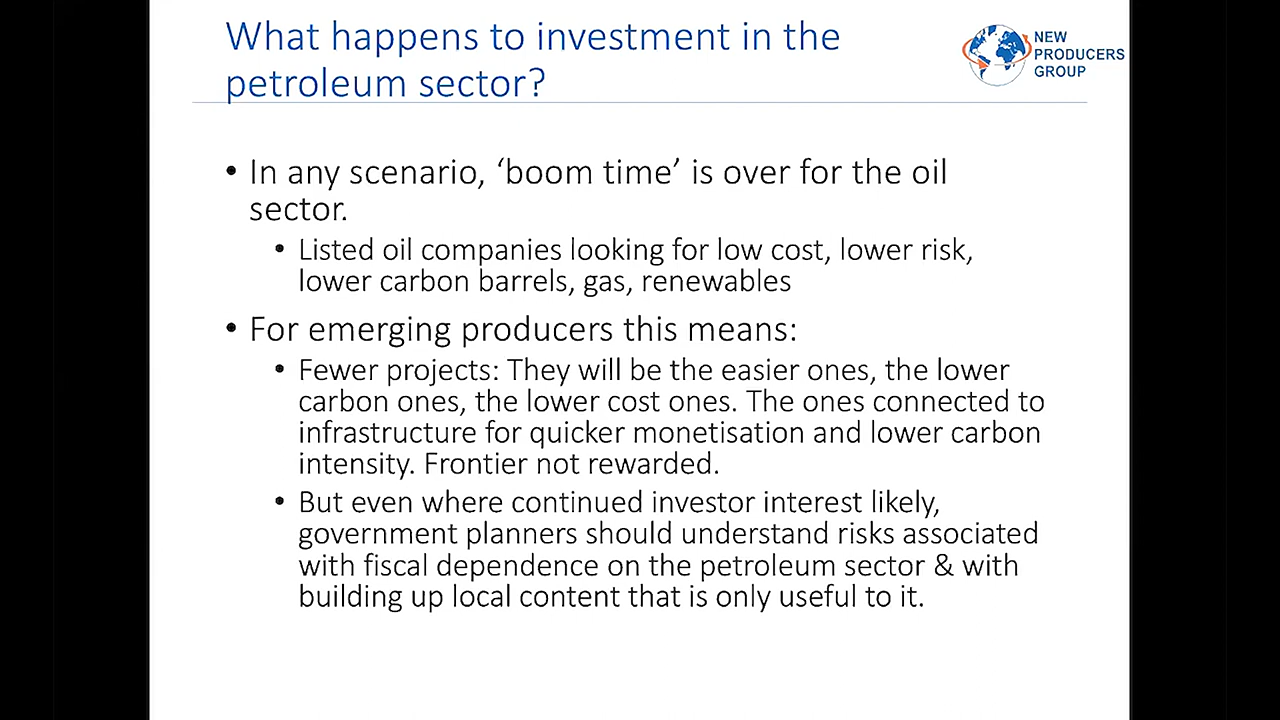 What happens to investment in the
petroleum sector?
NEW
PRODUCERS
GROUP
• In any scenario, ‘boom time’ is over for the oil
sector.
• Listed oil companies looking for low cost, lower risk,
lower carbon barrels, gas, renewables
• For emerging producers this means:
• Fewer projects: They will be the easier ones, the lower
carbon ones, the lower cost ones. The ones connected to
infrastructure for quicker monetisation and lower carbon
intensity. Frontier not rewarded.
• But even where continued investor interest likely,
government planners should understand risks associated
with fiscal dependence on the petroleum sector & with
building up local content that is only useful to it.